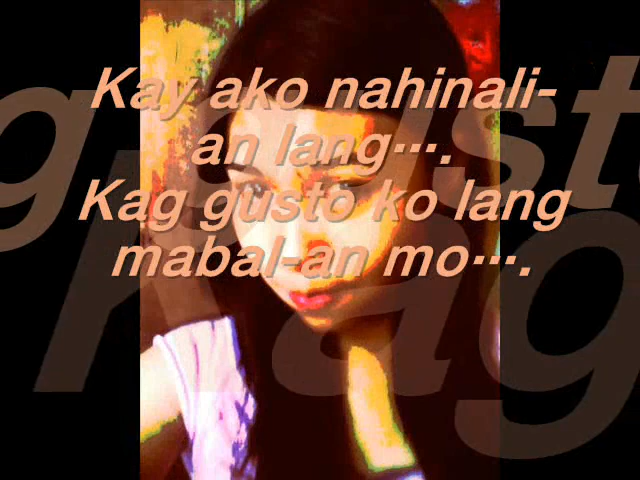 Kay ako nahinali-
an lang….
Kag gusto ko lang
mabal-an mo….